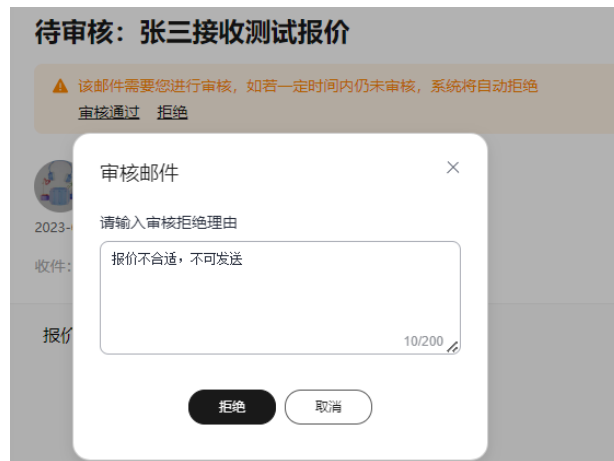 待审核：张三接收测试报价
该邮件需要您进行审核，如若一定时间内仍未审核，系统将自动拒绝
审核通过 拒绝
审核邮件
2023-
请输入审核拒绝理由
收件：
报价不合适，不可发送
10/200
报价
拒绝 取消